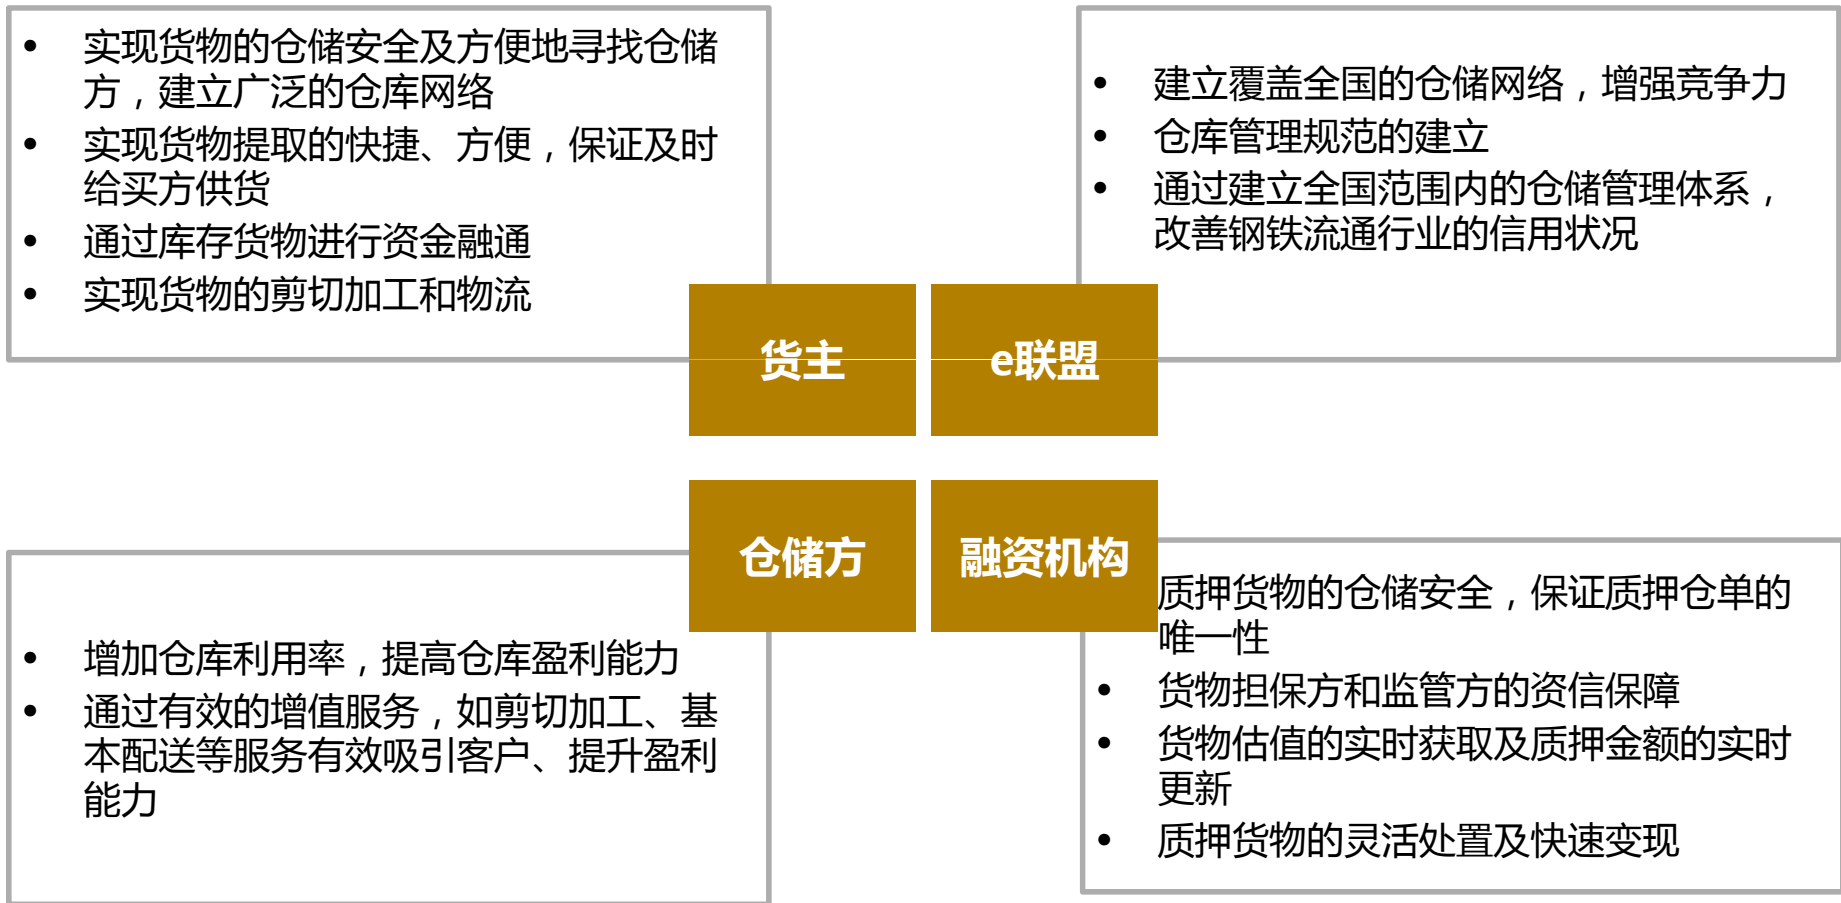 • 实现货物的仓储安全及方便地寻找仓储
方，建立广泛的仓库网络
• 实现货物提取的快捷、方便，保证及时
给买方供货
• 通过库存货物进行资金融通
• 实现货物的剪切加工和物流
• 建立覆盖全国的仓储网络，增强竞争力
• 仓库管理规范的建立
• 通过建立全国范围内的仓储管理体系，
改善钢铁流通行业的信用状况
货主
e联盟
仓储方
融资机构
• 增加仓库利用率，提高仓库盈利能力
• 通过有效的增值服务，如剪切加工、基
本配送等服务有效吸引客户、提升盈利
能力
质押货物的仓储安全，保证质押仓单的
唯一性
• 货物担保方和监管方的资信保障
• 货物估值的实时获取及质押金额的实时
更新
• 质押货物的灵活处置及快速变现